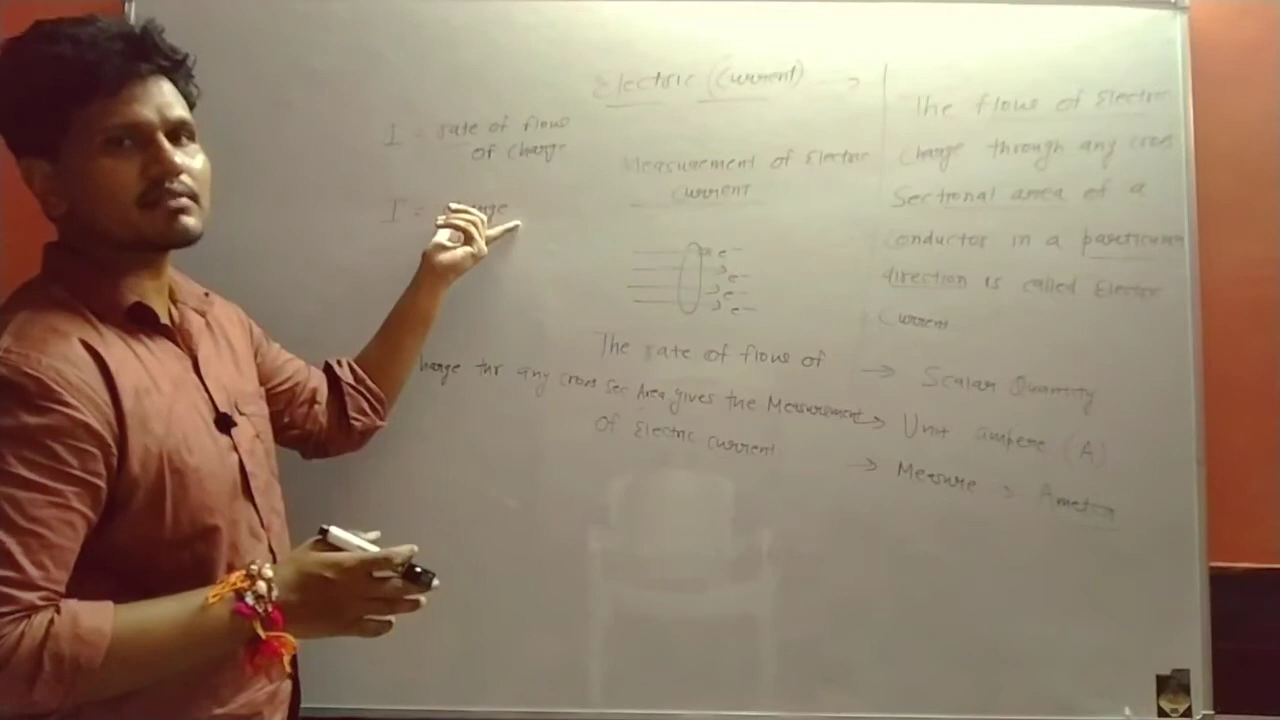 Electric (Current) →
I = rate of flow
of charge
I =
Measurement of Electric
current
e-
e-
e-
e-
The rate of flow of
harge thr any cross sec Area gives the Measurement
of Electric current
The flow of Electric
Charge through any cross
Sectional area of a
conductor in a particular
direction is called Electric
Current
→ Scalar Quantity
→ Unit ampere (A)
→ Measure > Ameter